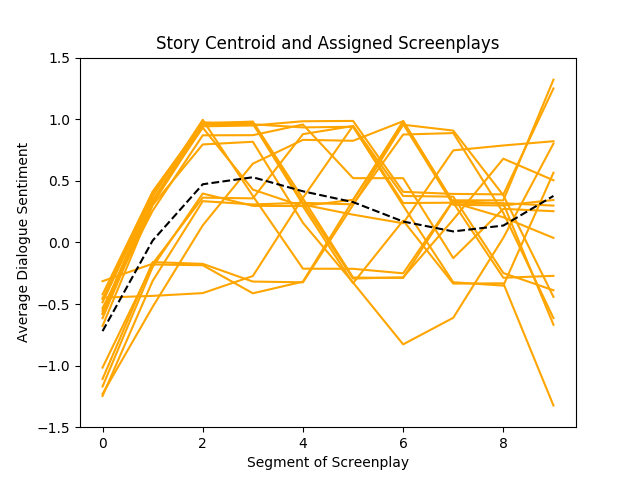 Story Centroid and Assigned Screenplays
1.5
1.0
0.5
0.0
−0.5
−1.0
−1.5
Average Dialogue Sentiment
0 2 4 6 8
Segment of Screenplay